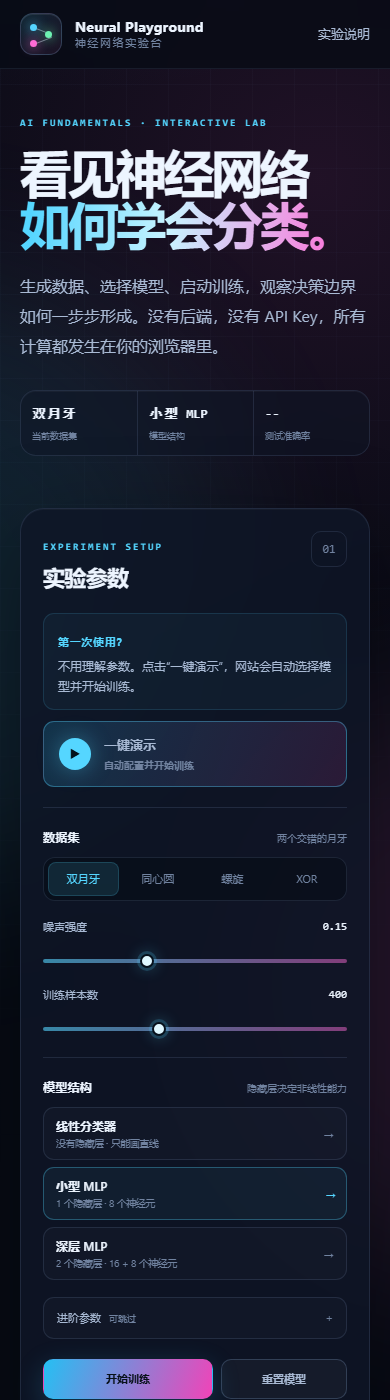 Neural Playground
神经网络实验台
实验说明
AI FUNDAMENTALS · INTERACTIVE LAB
看见神经网络
如何学会分类。
生成数据、选择模型、启动训练，观察决策边界
如何一步步形成。没有后端，没有 API Key，所有
计算都发生在你的浏览器里。
双月牙
当前数据集
小型 MLP
模型结构
--
测试准确率
EXPERIMENT SETUP
实验参数
01
第一次使用?
不用理解参数。点击“一键演示”，网站会自动选择模
型并开始训练。
一键演示
自动配置并开始训练
数据集
两个交错的月牙
双月牙
同心圆
螺旋
XOR
噪声强度
0.15
训练样本数
400
模型结构
隐藏层决定非线性能力
线性分类器
没有隐藏层 · 只能画直线
→
小型 MLP
1 个隐藏层 · 8 个神经元
→
深层 MLP
2 个隐藏层 · 16 + 8 个神经元
→
进阶参数 可跳过
+
开始训练
重置模型